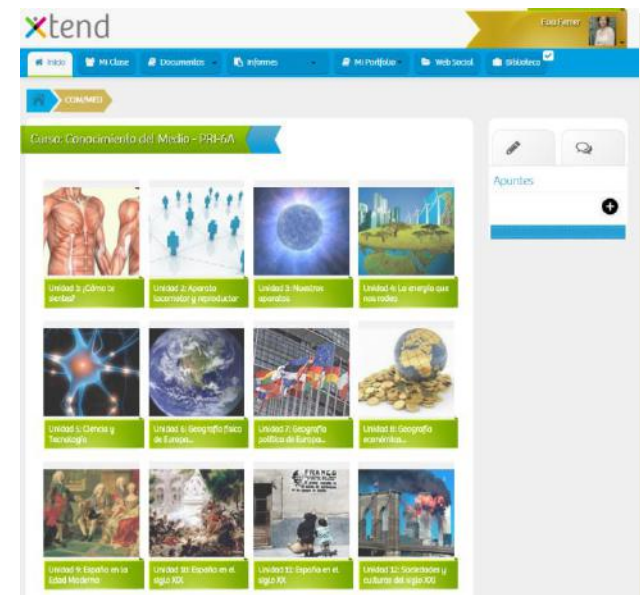 xtend
Inicio
Mi Clase
Documentos
Informes
Mi Portfolio
Web Social
Biblioteca
CONMED
Curso: Conocimiento del Medio - PRI-6A
Apuntes
Unidad 1: ¿Cómo te
sientes?
Unidad 2: Aparato
locomotor y reproductor
Unidad 3: Nuestros
aparatos
Unidad 4: La energía que
nos rodea
Unidad 5: Ciencia y
Tecnología
Unidad 6: Geografía física
de Europa...
Unidad 7: Geografía
política de Europa...
Unidad 8: Geografía
económica...
Unidad 9: España en la
Edad Moderna
Unidad 10: España en el
siglo XIX
FRANCO
Unidad 11: España en el
siglo XX
Unidad 12: Sociedades y
culturas del siglo XXI